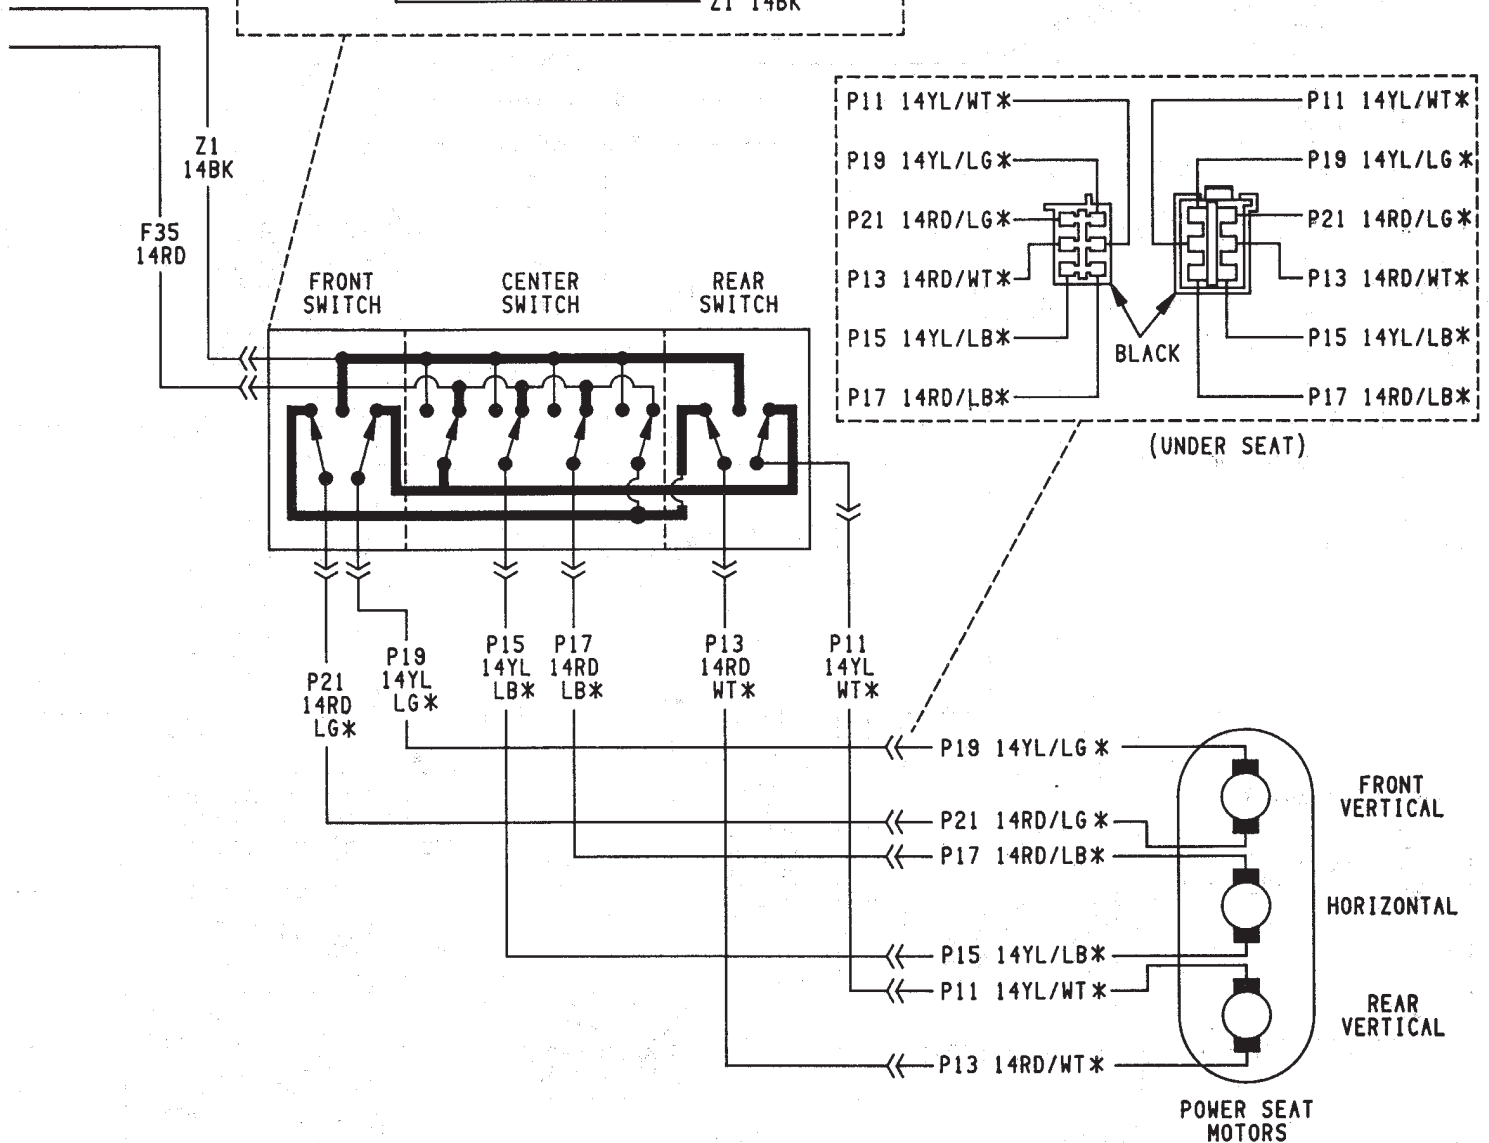 Z1 14BK
P11 14YL/WT* P11 14YL/WT*
Z1
14BK
P19 14YL/LG* P19 14YL/LG*
P21 14RD/LG* P21 14RD/LG*
F35
14RD
P13 14RD/WT* P13 14RD/WT*
FRONT
SWITCH
CENTER
SWITCH
REAR
SWITCH
P15 14YL/LB* P15 14YL/LB*
BLACK
P17 14RD/LB* P17 14RD/LB*
(UNDER SEAT)
P21
14RD
LG*
P19
14YL
LG*
P15
14YL
LB*
P17
14RD
LB*
P13
14RD
WT*
P11
14YL
WT*
P19 14YL/LG*
FRONT
VERTICAL
P21 14RD/LG*
P17 14RD/LB*
HORIZONTAL
P15 14YL/LB*
P11 14YL/WT*
REAR
VERTICAL
P13 14RD/WT*
POWER SEAT
MOTORS